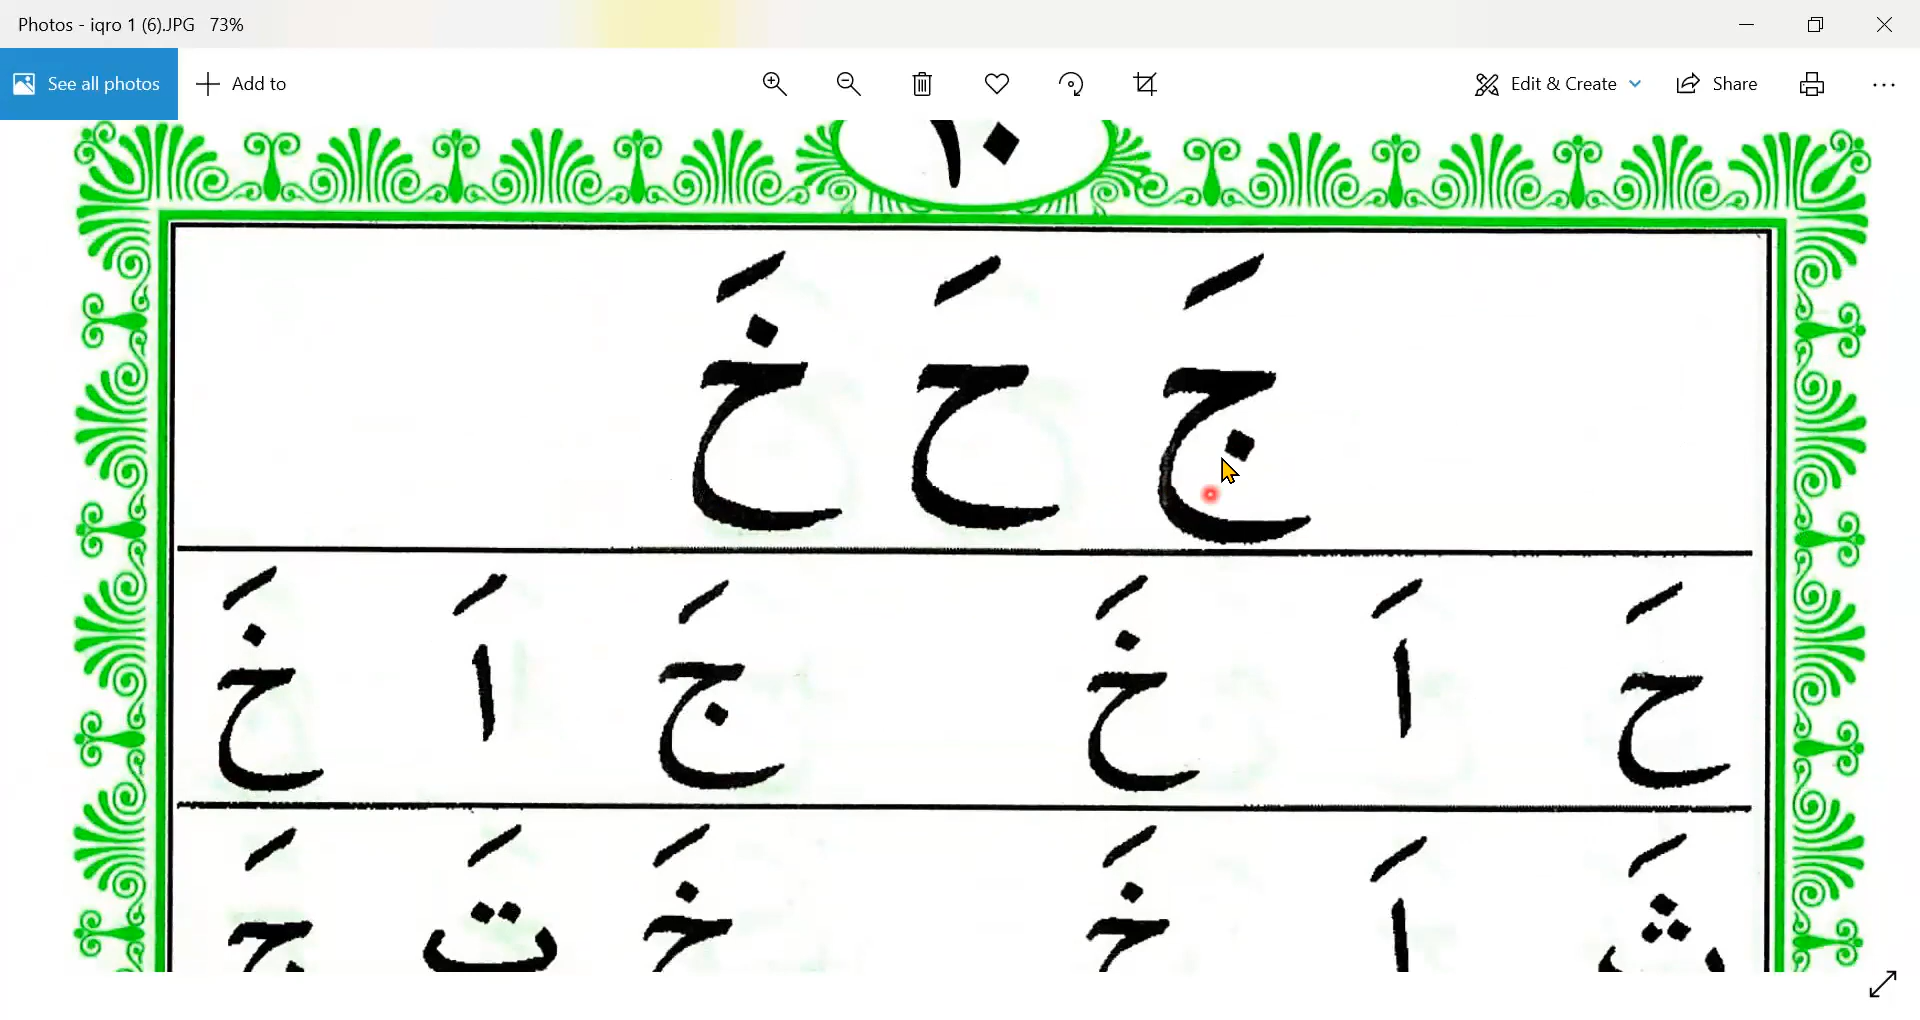 Photos - iqro 1 (6).JPG 73%
See all photos
Add to
Edit & Create
Share
١٠
جَ حَ خَ
حَ اَ خَ جَ اَ خَ
ثَ اَ خَ خَ تَ جَ